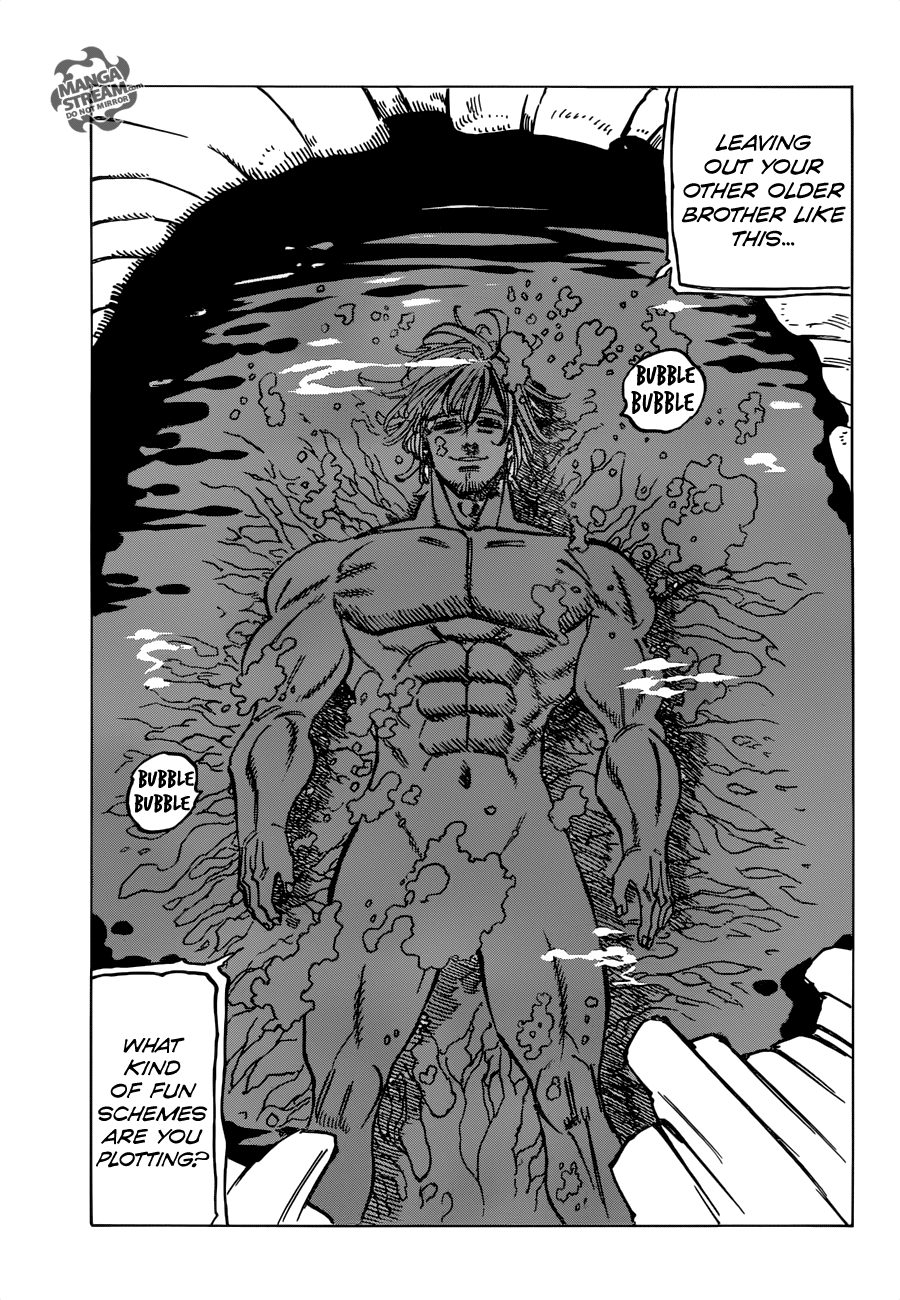 MANGA
STREAM.com
DO NOT MIRROR
LEAVING
OUT YOUR
OTHER OLDER
BROTHER LIKE
THIS...
BUBBLE
BUBBLE
BUBBLE
BUBBLE
WHAT
KIND
OF FUN
SCHEMES
ARE YOU
PLOTTING?